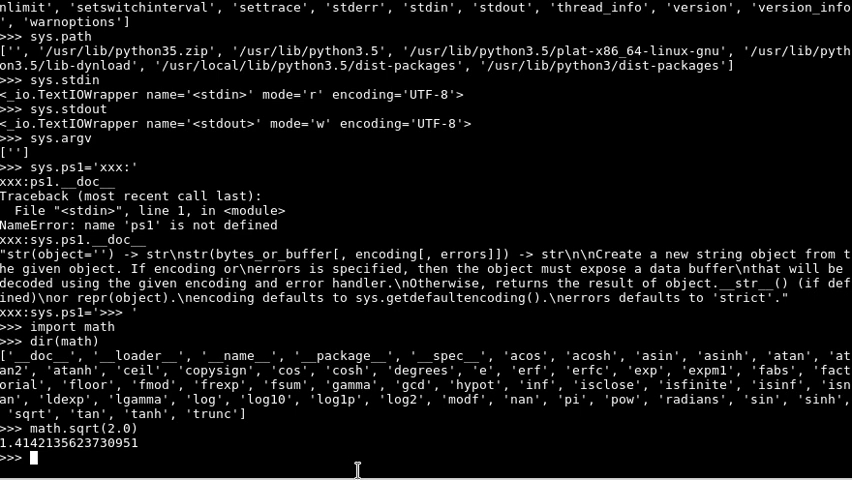 nlimit', 'setswitchinterval', 'settrace', 'stderr', 'stdin', 'stdout', 'thread_info', 'version', 'version_info
', 'warnoptions']
>>> sys.path
['', '/usr/lib/python35.zip', '/usr/lib/python3.5', '/usr/lib/python3.5/plat-x86_64-linux-gnu', '/usr/lib/pyth
on3.5/lib-dynload', '/usr/local/lib/python3.5/dist-packages', '/usr/lib/python3/dist-packages']
>>> sys.stdin
<_io.TextIOWrapper name='<stdin>' mode='r' encoding='UTF-8'>
>>> sys.stdout
<_io.TextIOWrapper name='<stdout>' mode='w' encoding='UTF-8'>
>>> sys.argv
['']
>>> sys.ps1='xxx:'
xxx:ps1.__doc__
Traceback (most recent call last):
  File "<stdin>", line 1, in <module>
NameError: name 'ps1' is not defined
xxx:sys.ps1.__doc__
"str(object='') -> str\nstr(bytes_or_buffer[, encoding[, errors]]) -> str\n\nCreate a new string object from t
he given object. If encoding or\nerrors is specified, then the object must expose a data buffer\nthat will be 
decoded using the given encoding and error handler.\nOtherwise, returns the result of object.__str__() (if def
ined)\nor repr(object).\nencoding defaults to sys.getdefaultencoding().\nerrors defaults to 'strict'."
xxx:sys.ps1='>>> '
>>> import math
>>> dir(math)
['__doc__', '__loader__', '__name__', '__package__', '__spec__', 'acos', 'acosh', 'asin', 'asinh', 'atan', 'at
an2', 'atanh', 'ceil', 'copysign', 'cos', 'cosh', 'degrees', 'e', 'erf', 'erfc', 'exp', 'expm1', 'fabs', 'fact
orial', 'floor', 'fmod', 'frexp', 'fsum', 'gamma', 'gcd', 'hypot', 'inf', 'isclose', 'isfinite', 'isinf', 'isn
an', 'ldexp', 'lgamma', 'log', 'log10', 'log1p', 'log2', 'modf', 'nan', 'pi', 'pow', 'radians', 'sin', 'sinh',
 'sqrt', 'tan', 'tanh', 'trunc']
>>> math.sqrt(2.0)
1.4142135623730951
>>>